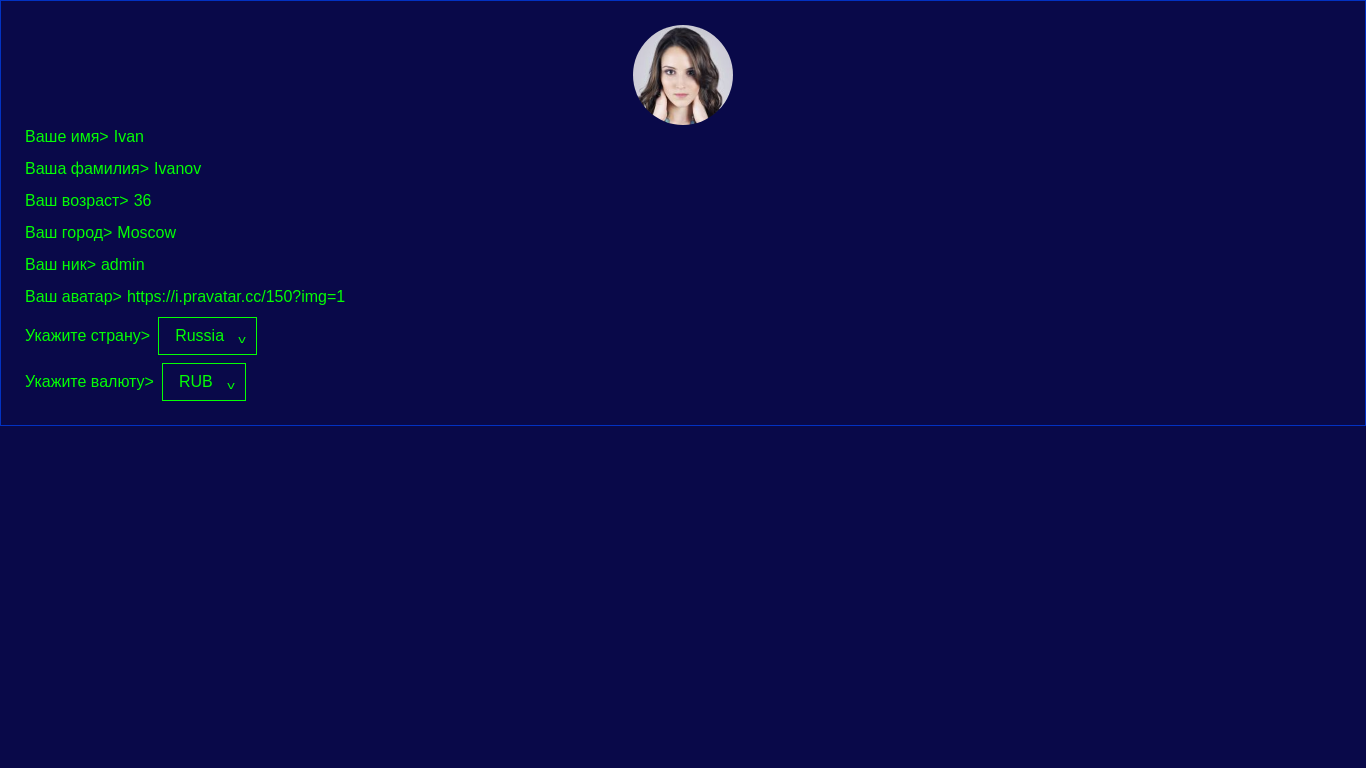 Ваше имя> Ivan
Ваша фамилия> Ivanov
Ваш возраст> 36
Ваш город> Moscow
Ваш ник> admin
Ваш аватар> https://i.pravatar.cc/150?img=1
Укажите страну> Russia
Укажите валюту> RUB